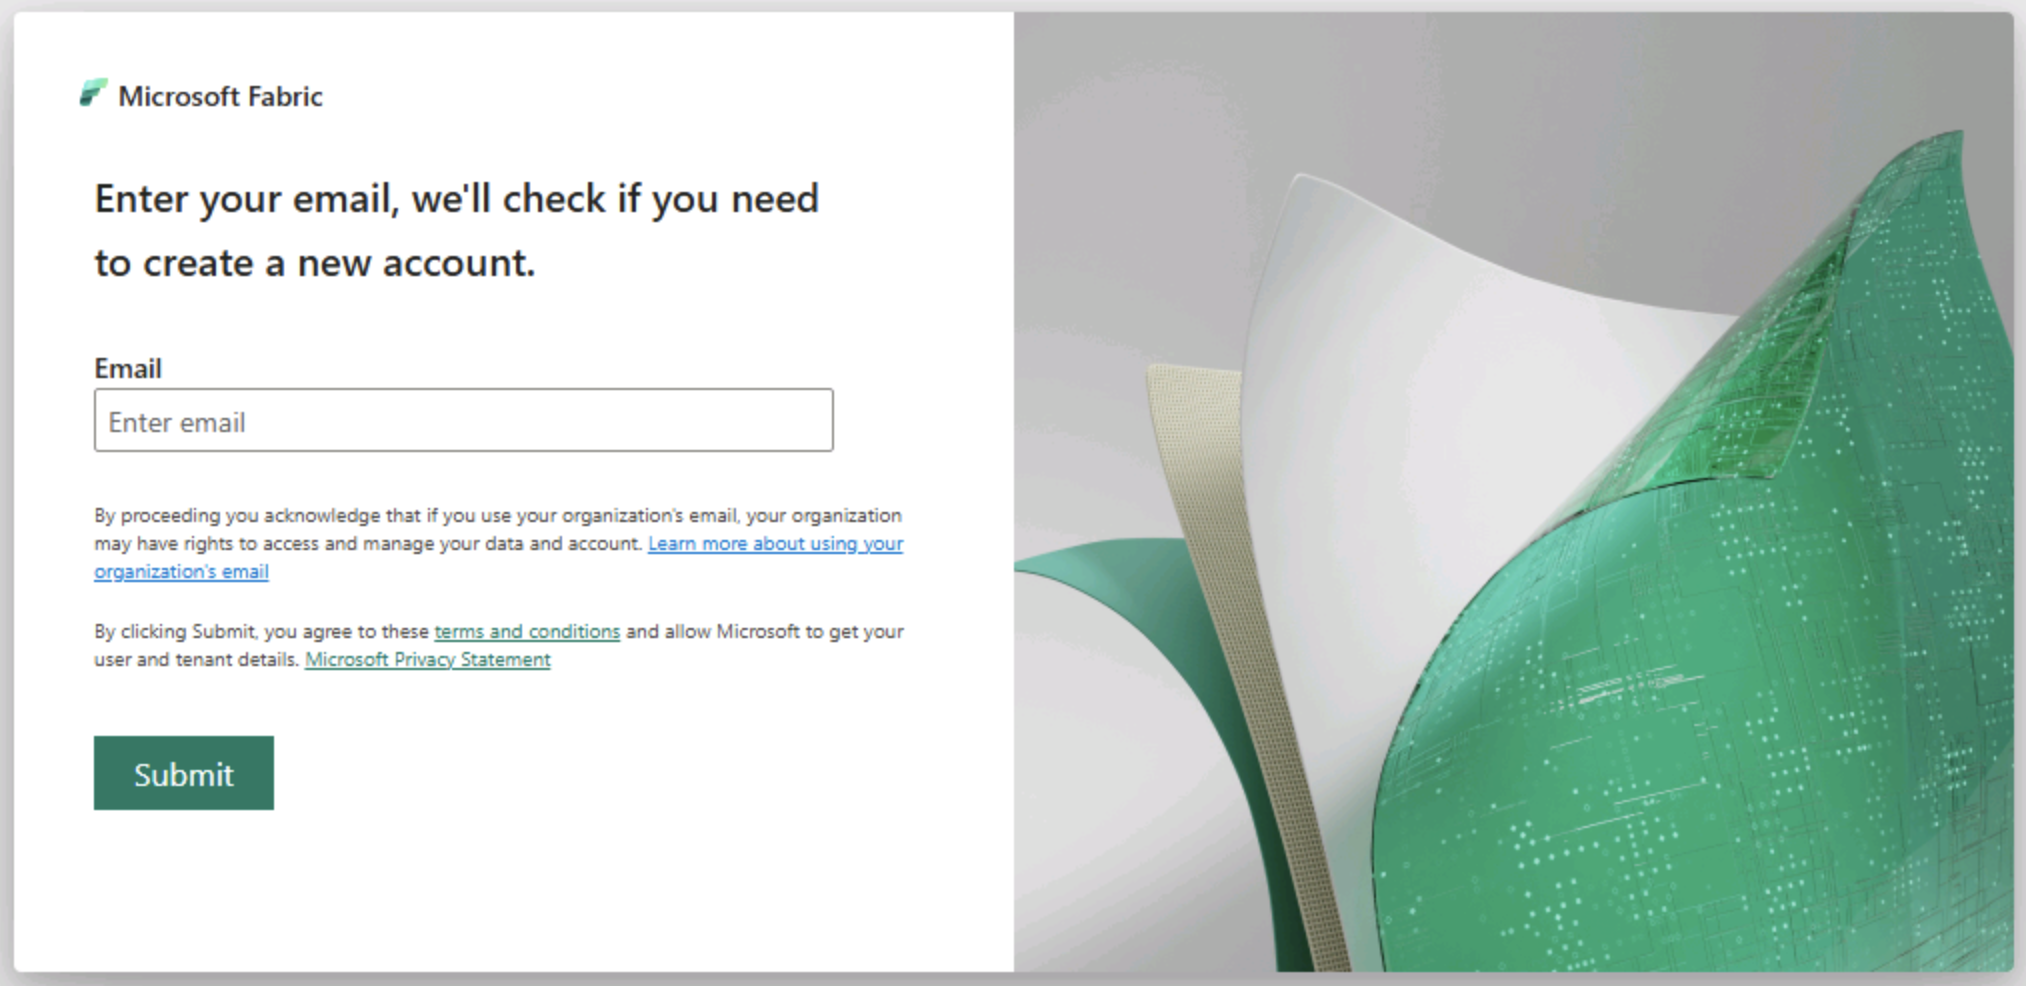 Microsoft Fabric
Enter your email, we'll check if you need
to create a new account.
Email
Enter email
By proceeding you acknowledge that if you use your organization's email, your organization
may have rights to access and manage your data and account. Learn more about using your
organization's email
By clicking Submit, you agree to these terms and conditions and allow Microsoft to get your
user and tenant details. Microsoft Privacy Statement
Submit